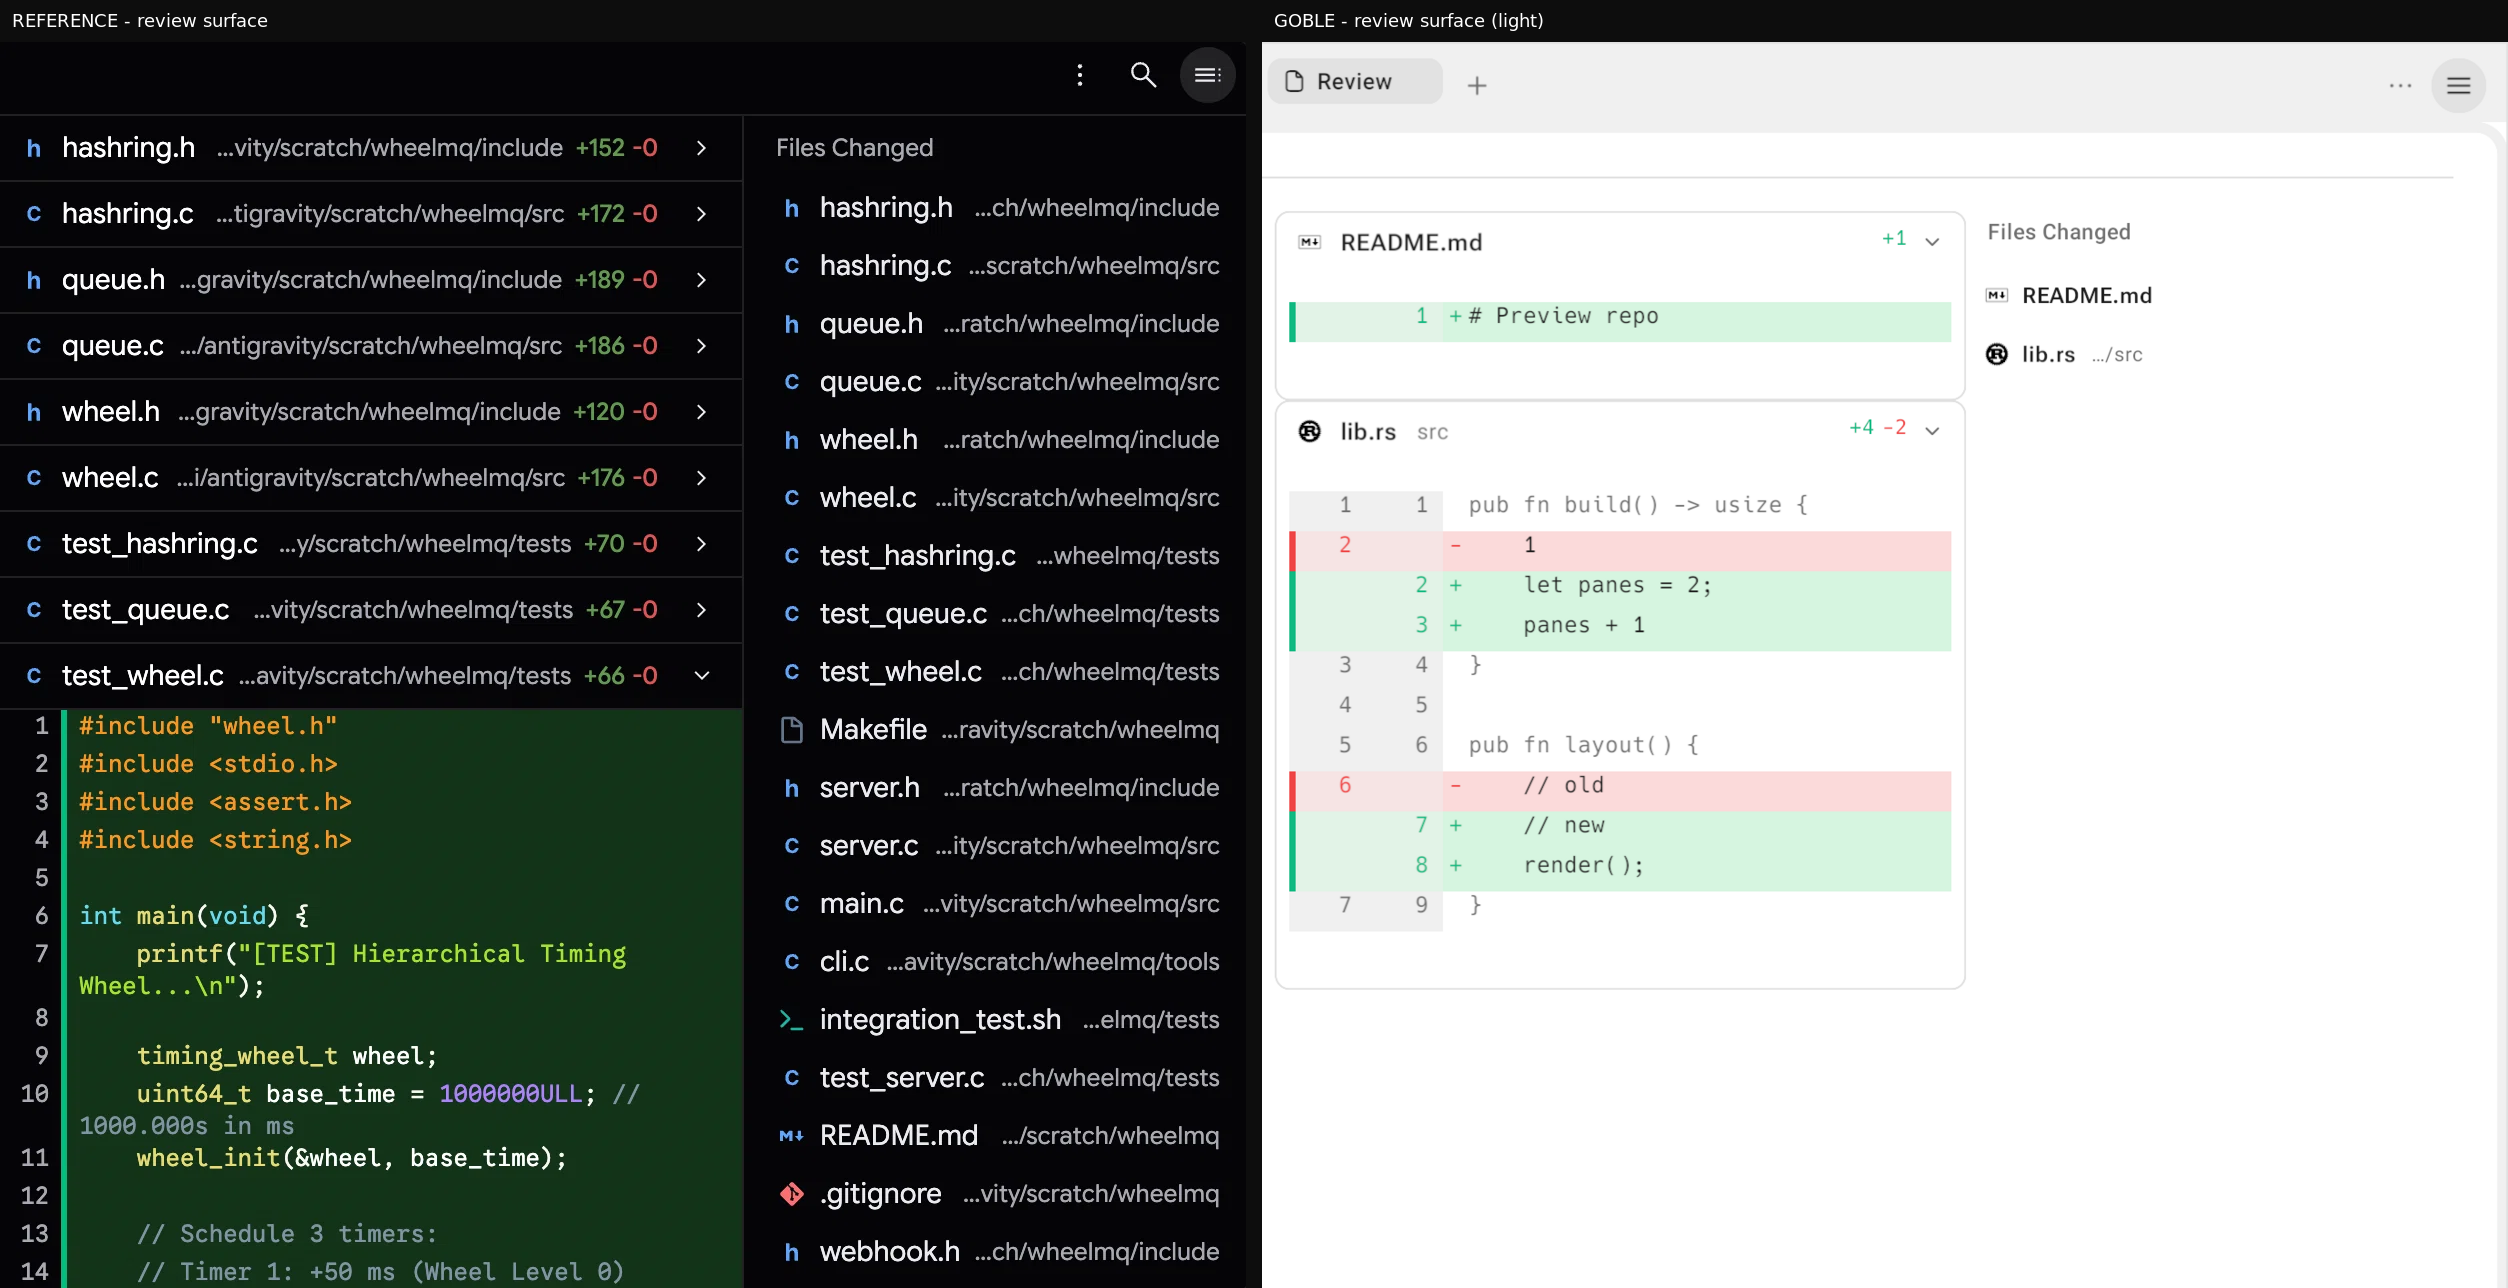 REFERENCE - review surface
h hashring.h ...vity/scratch/wheelmq/include +152 -0
C hashring.c ...tigravity/scratch/wheelmq/src +172 -0
h queue.h ...gravity/scratch/wheelmq/include +189 -0
C queue.c .../antigravity/scratch/wheelmq/src +186 -0
h wheel.h ...gravity/scratch/wheelmq/include +120 -0
C wheel.c ...i/antigravity/scratch/wheelmq/src +176 -0
C test_hashring.c ...y/scratch/wheelmq/tests +70 -0
C test_queue.c ...vity/scratch/wheelmq/tests +67 -0
C test_wheel.c ...avity/scratch/wheelmq/tests +66 -0
1 #include "wheel.h"
2 #include <stdio.h>
3 #include <assert.h>
4 #include <string.h>
5
6 int main(void) {
7     printf("[TEST] Hierarchical Timing
Wheel...\n");
8
9     timing_wheel_t wheel;
10     uint64_t base_time = 1000000ULL; //
1000.000s in ms
11     wheel_init(&wheel, base_time);
12
13     // Schedule 3 timers:
14     // Timer 1: +50 ms (Wheel Level 0)
Files Changed
h hashring.h ...ch/wheelmq/include
C hashring.c ...scratch/wheelmq/src
h queue.h ...ratch/wheelmq/include
C queue.c ...ity/scratch/wheelmq/src
h wheel.h ...ratch/wheelmq/include
C wheel.c ...ity/scratch/wheelmq/src
C test_hashring.c ...wheelmq/tests
C test_queue.c ...ch/wheelmq/tests
C test_wheel.c ...ch/wheelmq/tests
Makefile ...ravity/scratch/wheelmq
h server.h ...ratch/wheelmq/include
C server.c ...ity/scratch/wheelmq/src
C main.c ...vity/scratch/wheelmq/src
C cli.c ...avity/scratch/wheelmq/tools
integration_test.sh ...elmq/tests
C test_server.c ...ch/wheelmq/tests
M↓ README.md .../scratch/wheelmq
.gitignore ...vity/scratch/wheelmq
h webhook.h ...ch/wheelmq/include
GOBLE - review surface (light)
Review
M↓ README.md +1
1 +# Preview repo
R lib.rs src +4 -2
1 1 pub fn build() -> usize {
2 -     1
2 +     let panes = 2;
3 +     panes + 1
3 4 }
4 5
5 6 pub fn layout() {
6 -     // old
7 +     // new
8 +     render();
7 9 }
Files Changed
M↓ README.md
R lib.rs .../src